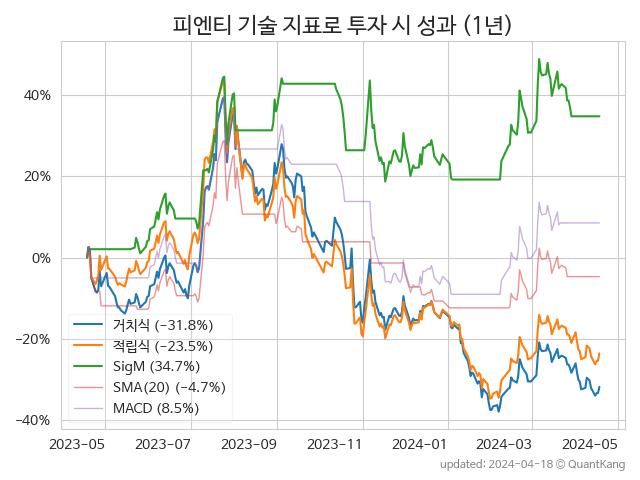 피엔티 기술 지표로 투자 시 성과 (1년)
40%
20%
0%
−20%
−40%
거치식 (−31.8%)
적립식 (−23.5%)
SigM (34.7%)
SMA(20) (−4.7%)
MACD (8.5%)
2023−05
2023−07
2023−09
2023−11
2024−01
2024−03
2024−05
updated: 2024−04−18 ⓒ QuantKang